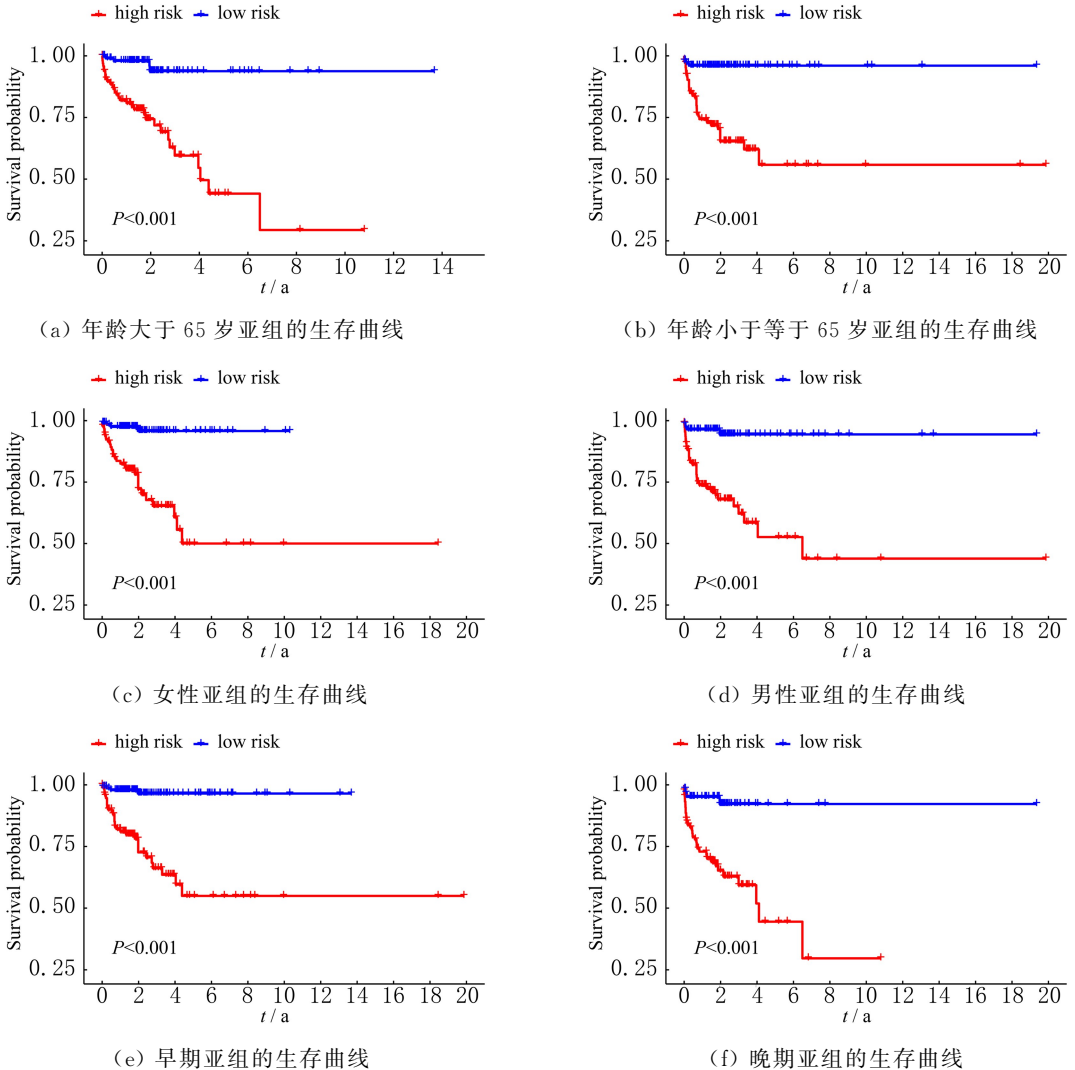 high risk low risk
high risk low risk
1.00
0.75
0.50
0.25
Survival probability
P<0.001
0 2 4 6 8 10 14
t / a
1.00
0.75
0.50
0.25
Survival probability
P<0.001
0 2 4 6 8 10 12 14 16 18 20
t / a
(a) 年龄大于 65 岁亚组的生存曲线
(b) 年龄小于等于 65 岁亚组的生存曲线
high risk low risk
high risk low risk
1.00
0.75
0.50
0.25
Survival probability
P<0.001
0 2 4 6 8 10 12 14 16 18 20
t / a
1.00
0.75
0.50
0.25
Survival probability
P<0.001
0 2 4 6 8 10 12 14 16 18 20
t / a
(c) 女性亚组的生存曲线
(d) 男性亚组的生存曲线
high risk low risk
high risk low risk
1.00
0.75
0.50
0.25
Survival probability
P<0.001
0 2 4 6 8 10 12 14 16 18 20
t / a
1.00
0.75
0.50
0.25
Survival probability
P<0.001
0 2 4 6 8 10 12 14 16 18 20
t / a
(e) 早期亚组的生存曲线
(f) 晚期亚组的生存曲线